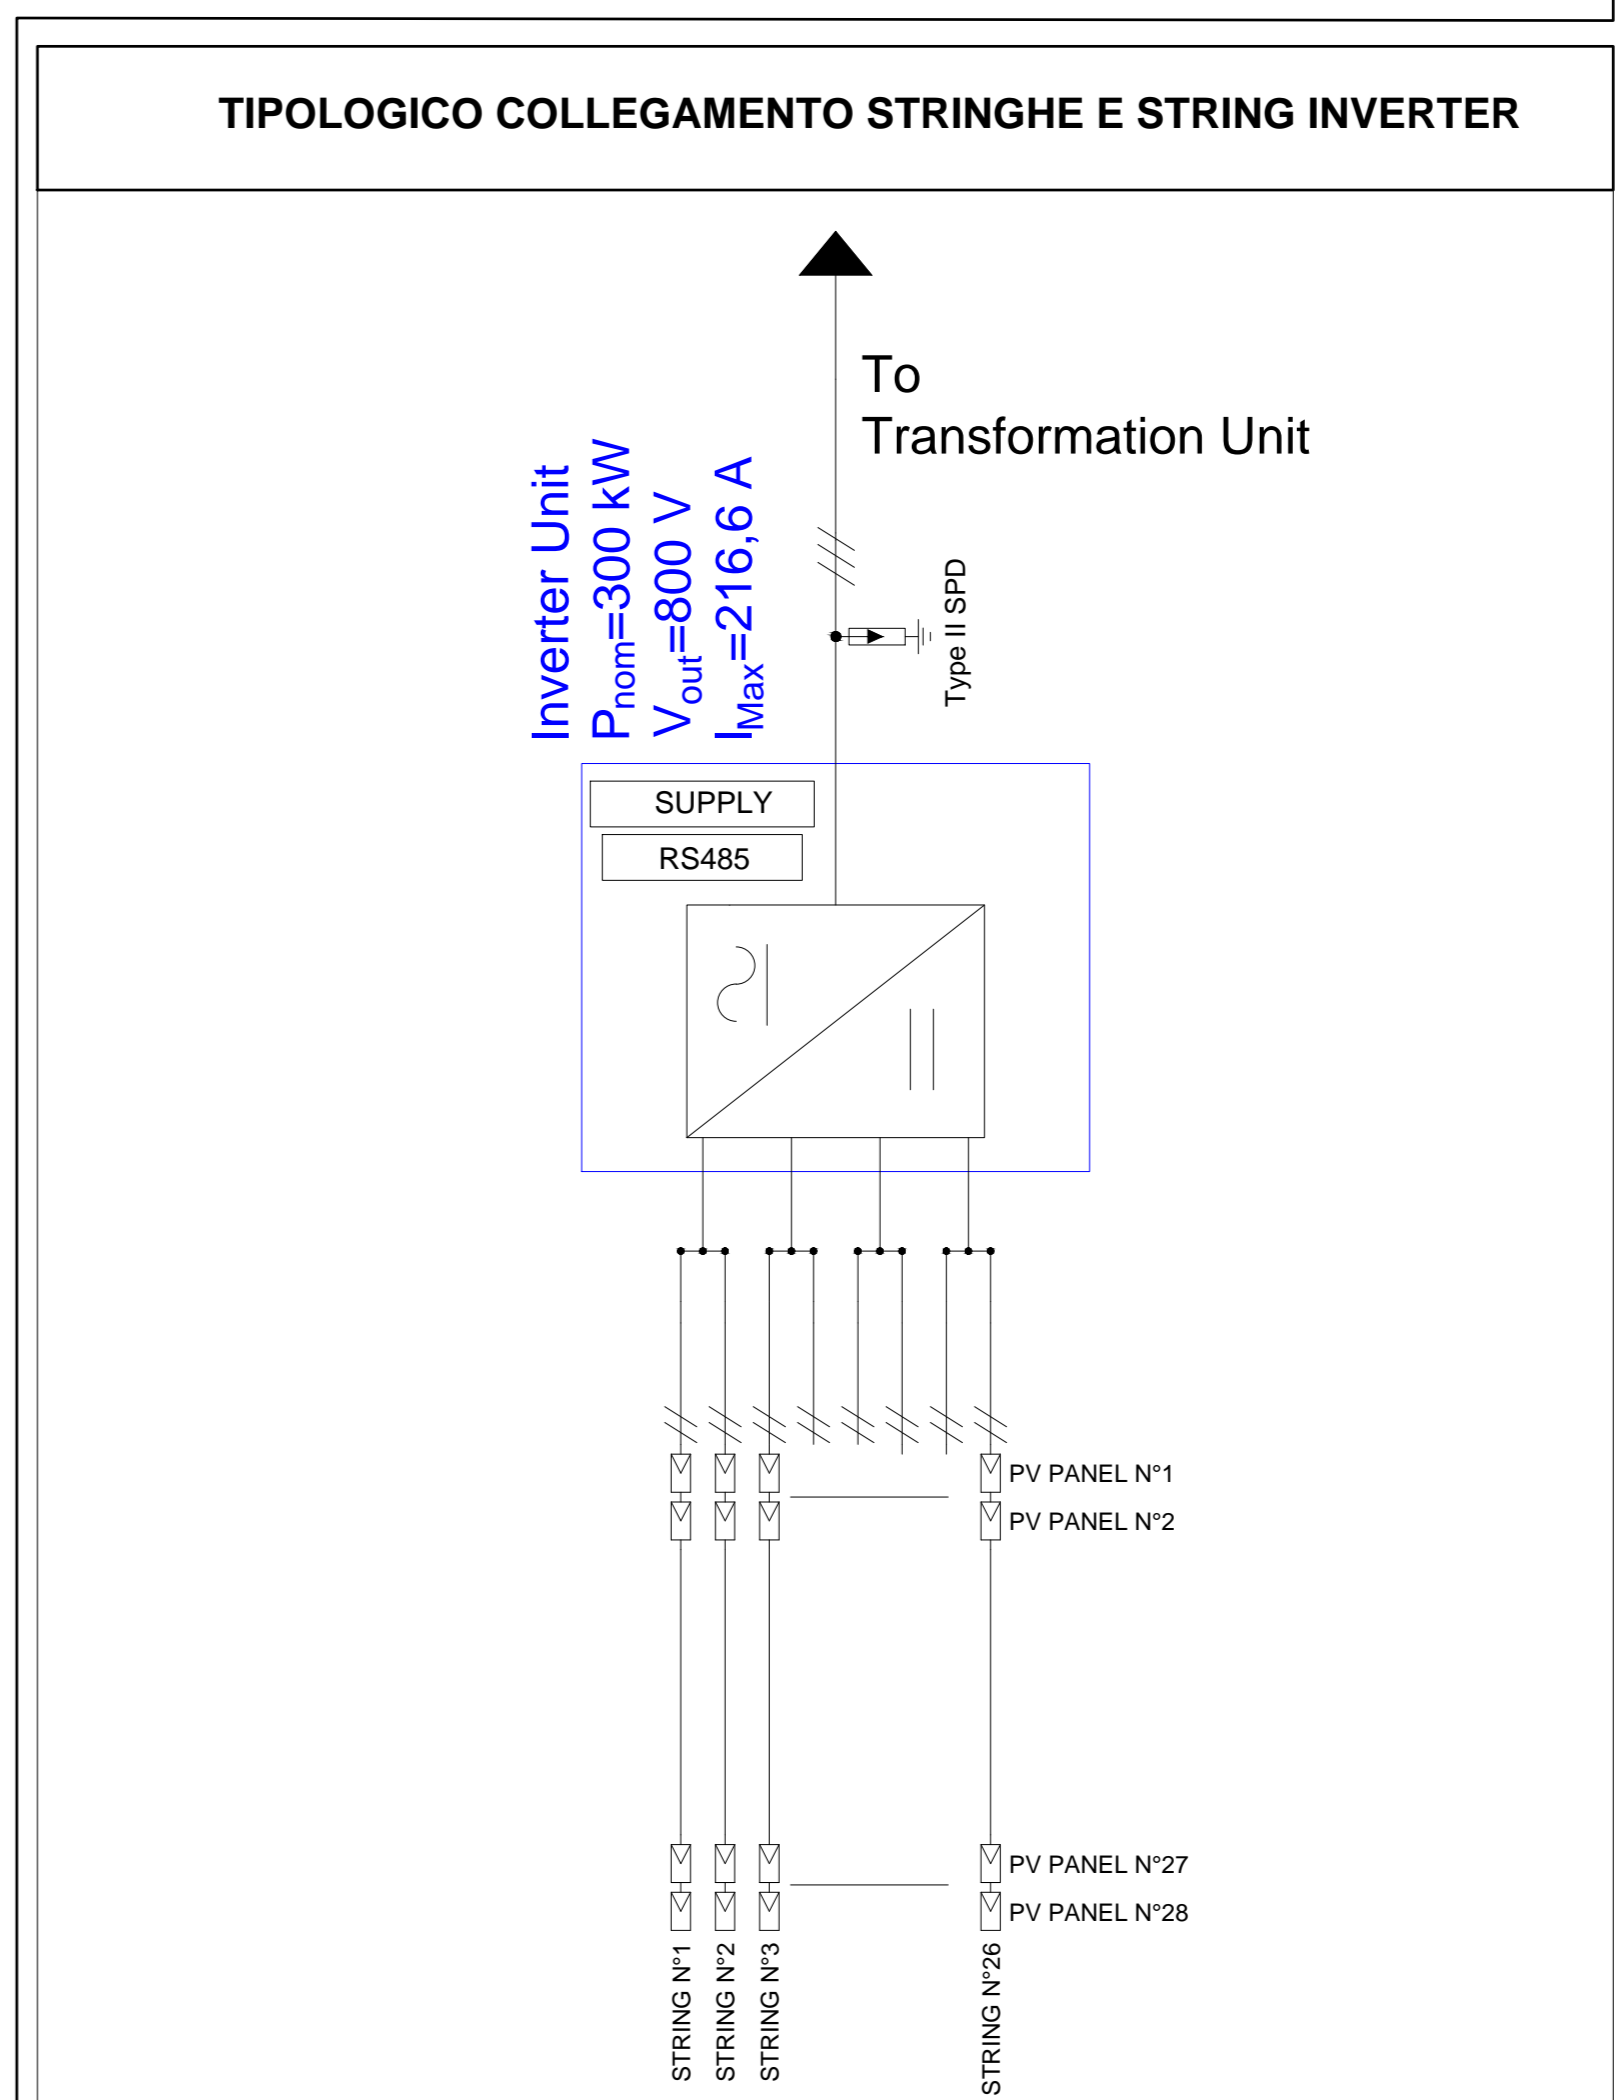 TIPOLOGICO COLLEGAMENTO STRINGHE E STRING INVERTER
To
Transformation Unit
Inverter Unit
Pnom=300 kW
Vout=800 V
IMax=216,6 A
Type II SPD
SUPPLY
RS485
PV PANEL N°1
PV PANEL N°2
PV PANEL N°27
PV PANEL N°28
STRING N°1
STRING N°2
STRING N°3
STRING N°26